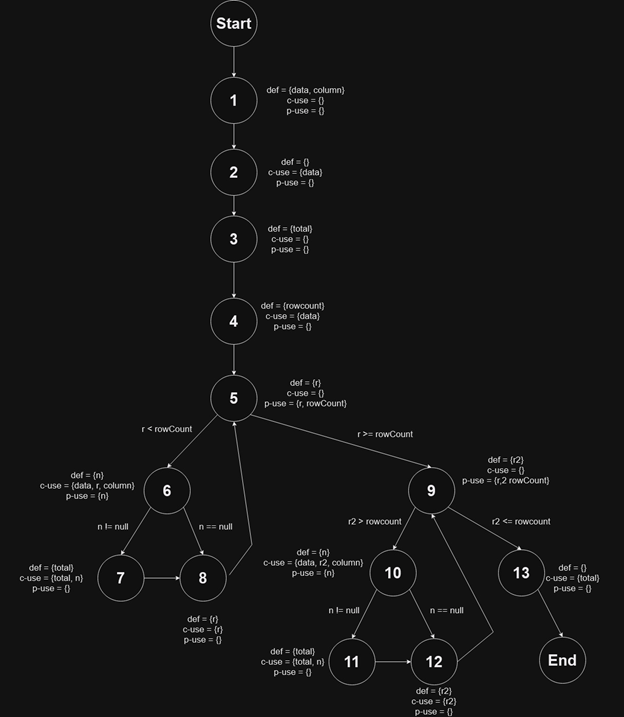 Start
1
def = {data, column}
c-use = {}
p-use = {}
2
def = {}
c-use = {data}
p-use = {}
3
def = {total}
c-use = {}
p-use = {}
4
def = {rowcount}
c-use = {data}
p-use = {}
5
def = {r}
c-use = {}
p-use = {r, rowCount}
r < rowCount
r >= rowCount
def = {n}
c-use = {data, r, column}
p-use = {n}
6
n != null
n == null
def = {total}
c-use = {total, n}
p-use = {}
7
8
def = {r}
c-use = {r}
p-use = {}
9
def = {r2}
c-use = {}
p-use = {r,2 rowCount}
r2 > rowcount
r2 <= rowcount
def = {n}
c-use = {data, r2, column}
p-use = {n}
10
13
def = {}
c-use = {total}
p-use = {}
n != null
n == null
def = {total}
c-use = {total, n}
p-use = {}
11
12
def = {r2}
c-use = {r2}
p-use = {}
End